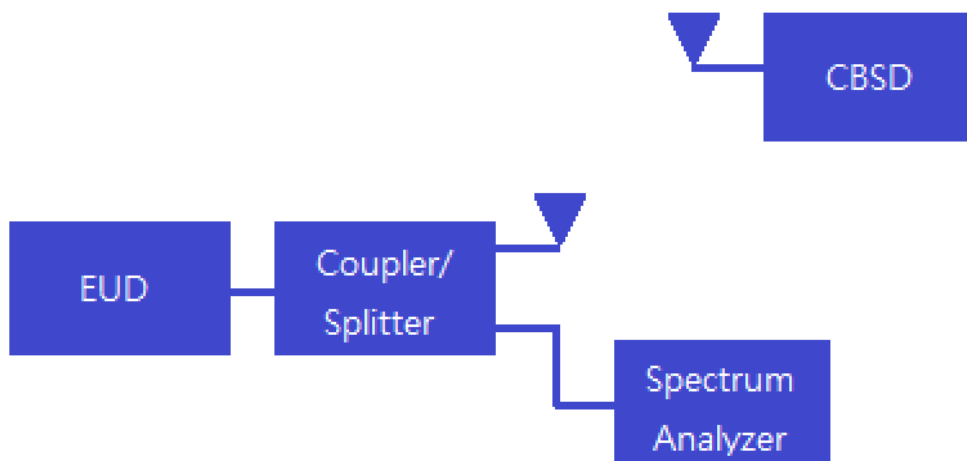 CBSD
EUD
Coupler/
Splitter
Spectrum
Analyzer